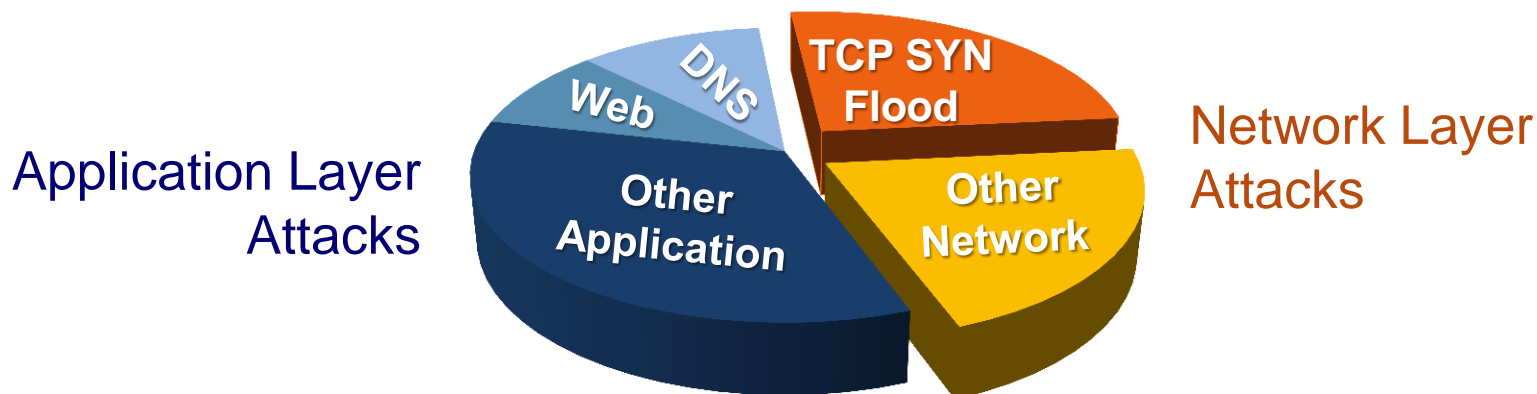 Application Layer
Attacks
DNS
Web
Other
Application
TCP SYN
Flood
Other
Network
Network Layer
Attacks